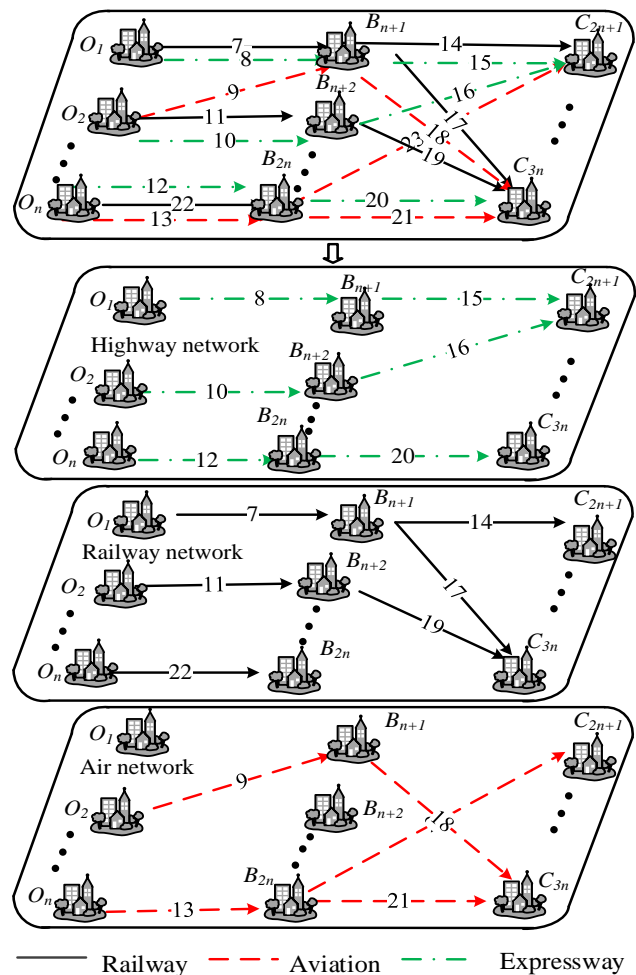 O1 7 Bn+1 14 C2n+1
8 15
9 Bn+2 16
O2 11 17
10 23 18
B2n 19 C3n
12 20
On 22 21
13
O1 8 Bn+1 15 C2n+1
Highway network
Bn+2 16
O2 10
B2n C3n
On 12 20
O1 7 Bn+1 14 C2n+1
Railway network
O2 11 Bn+2 17
19
On 22 B2n C3n
O1 Bn+1 C2n+1
Air network
9
O2 Bn+2 18
B2n C3n
On 13 21
Railway Aviation Expressway